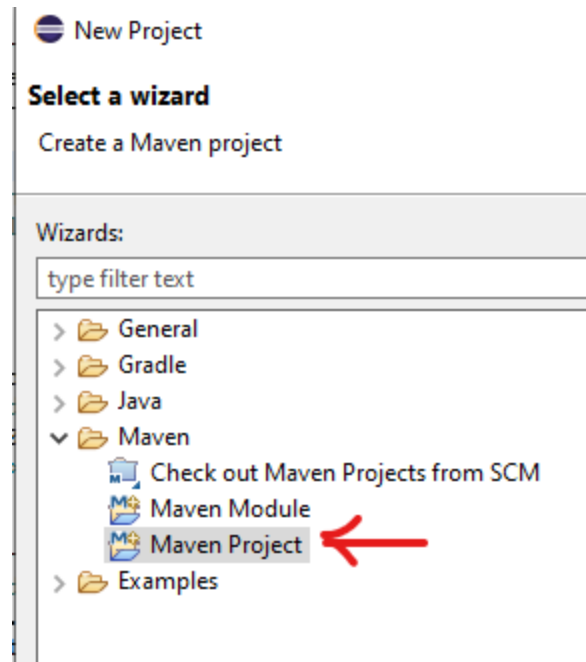 New Project
Select a wizard
Create a Maven project
Wizards:
type filter text
General
Gradle
Java
Maven
Check out Maven Projects from SCM
Maven Module
Maven Project
Examples